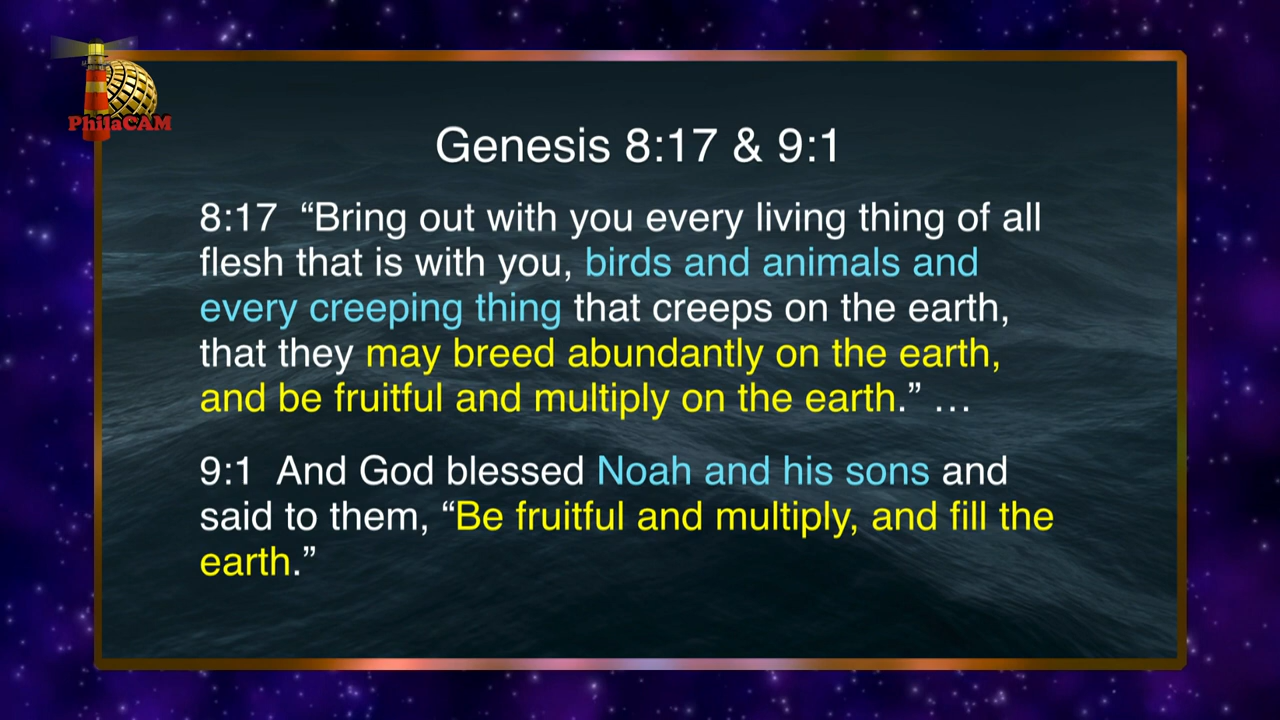 PhilaCAM
Genesis 8:17 & 9:1
8:17 “Bring out with you every living thing of all
flesh that is with you, birds and animals and
every creeping thing that creeps on the earth,
that they may breed abundantly on the earth,
and be fruitful and multiply on the earth.” …
9:1 And God blessed Noah and his sons and
said to them, “Be fruitful and multiply, and fill the
earth.”